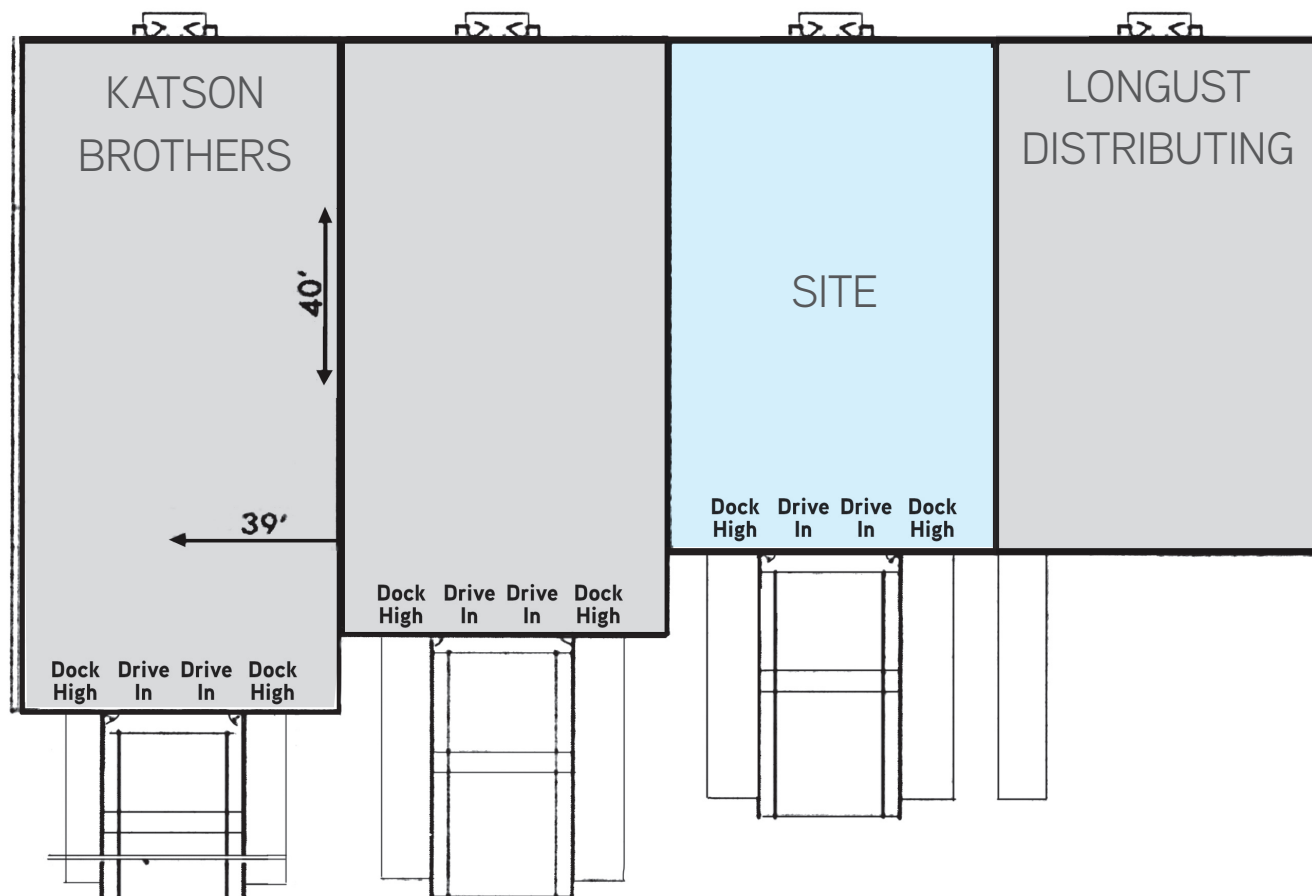 KATSON
BROTHERS
LONGUST
DISTRIBUTING
SITE
40'
39'
Dock Drive Drive Dock
High In In High
Dock Drive Drive Dock
High In In High
Dock Drive Drive Dock
High In In High